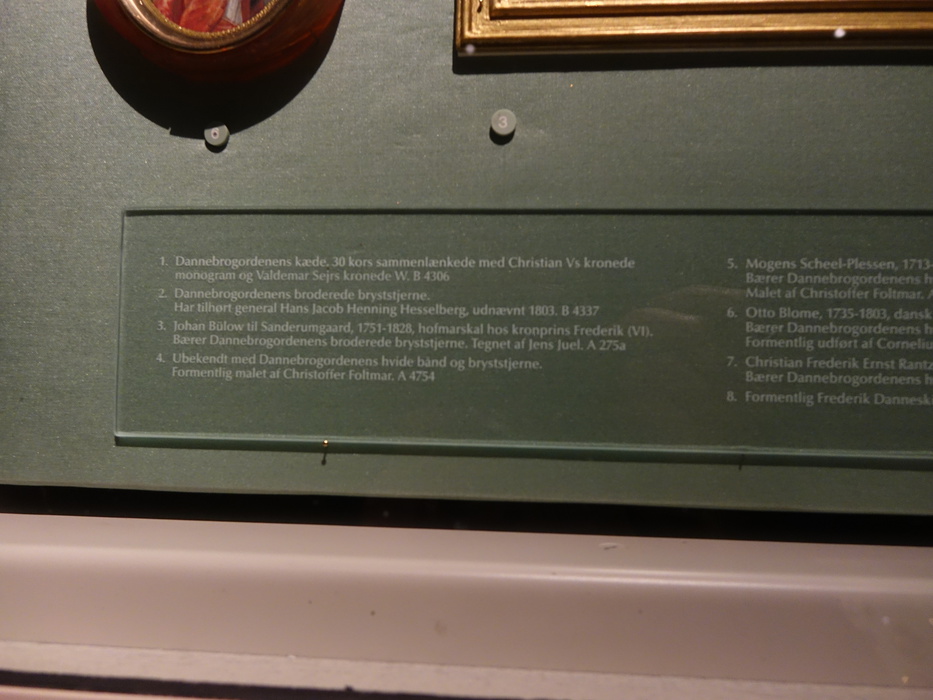 3
1. Dannebrogordenens kæde. 30 kors sammenlænkede med Christian Vs kronede
monogram og Valdemar Sejrs kronede W. B 4306
2. Dannebrogordenens broderede bryststjerne.
Har tilhørt general Hans Jacob Henning Hesselberg, udnævnt 1803. B 4337
3. Johan Bülow til Sanderumgaard, 1751-1828, hofmarskal hos kronprins Frederik (VI).
Bærer Dannebrogordenens broderede bryststjerne. Tegnet af Jens Juel. A 275a
4. Ubekendt med Dannebrogordenens hvide bånd og bryststjerne.
Formentlig malet af Christoffer Foltmar. A 4754
5. Mogens Scheel-Plessen, 1713-
Bærer Dannebrogordenens h
Malet af Christoffer Foltmar.
6. Otto Blome, 1735-1803, dansk
Bærer Dannebrogordenens h
Formentlig udført af Corneliu
7. Christian Frederik Ernst Rantz
Bærer Dannebrogordenens h
8. Formentlig Frederik Dannesk